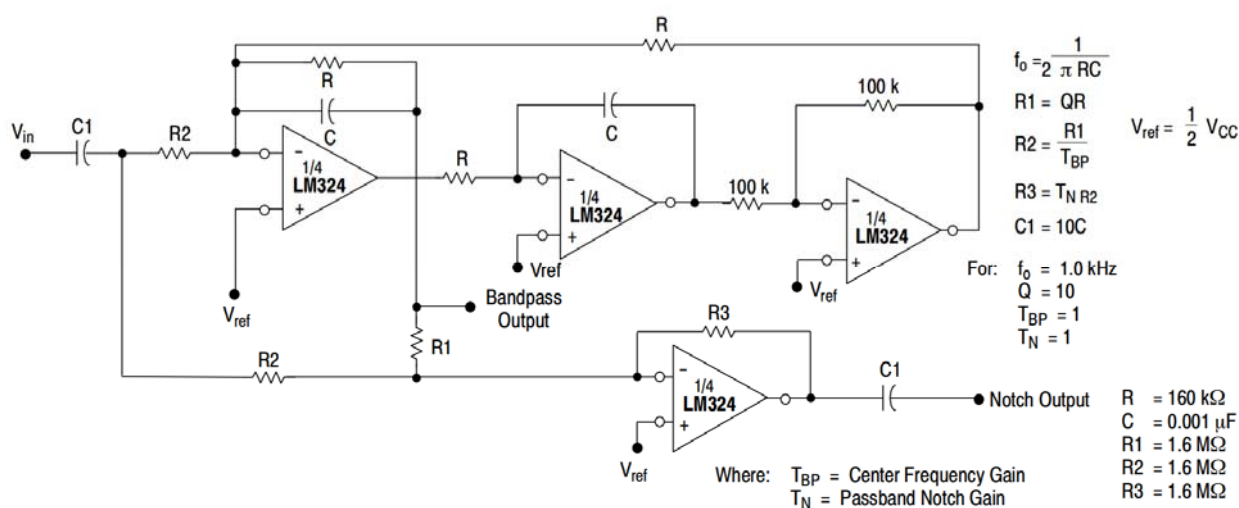 R
R
100 k
C
C
V_in
C1
R2
R
100 k
1/4
LM324
1/4
LM324
1/4
LM324
V_ref
Vref
V_ref
Bandpass
Output
R1
R2
R3
1/4
LM324
V_ref
C1
Notch Output
f_o = 1 / 2 π RC
R1 = QR
R2 = R1 / T_BP
R3 = T_N R2
C1 = 10C
V_ref = 1/2 V_CC
For: f_o = 1.0 kHz
Q = 10
T_BP = 1
T_N = 1
R = 160 kΩ
C = 0.001 μF
R1 = 1.6 MΩ
R2 = 1.6 MΩ
R3 = 1.6 MΩ
Where: T_BP = Center Frequency Gain
T_N = Passband Notch Gain